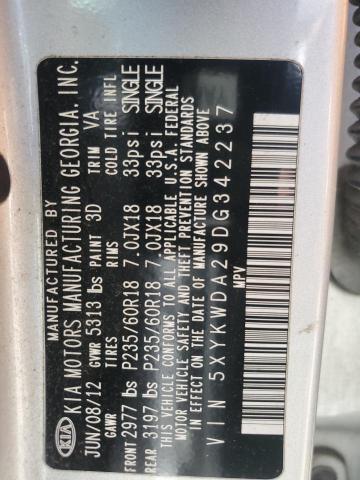 MANUFACTURED BY
KIA KIA MOTORS MANUFACTURING GEORGIA, INC.
JUN/08/12 GVWR 5313 lbs PAINT 3D TRIM VA
GAWR TIRES RIMS COLD TIRE INFL
FRONT 2977 lbs P235/60R18 7.0JX18 33psi SINGLE
REAR 3197 lbs P235/60R18 7.0JX18 33psi SINGLE
THIS VEHICLE CONFORMS TO ALL APPLICABLE U.S.A. FEDERAL
MOTOR VEHICLE SAFETY AND THEFT PREVENTION STANDARDS
IN EFFECT ON THE DATE OF MANUFACTURE SHOWN ABOVE
VIN 5XYKWDA29DG342237
MPV